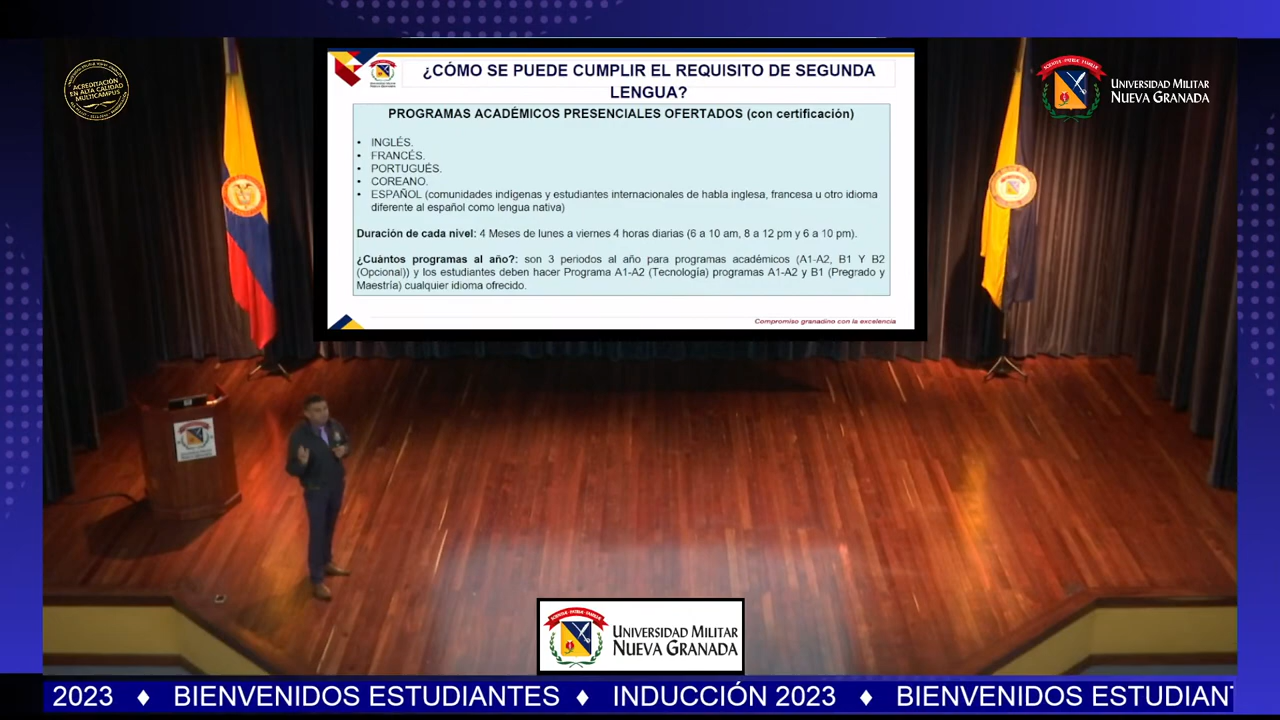 ¿CÓMO SE PUEDE CUMPLIR EL REQUISITO DE SEGUNDA
LENGUA?
PROGRAMAS ACADÉMICOS PRESENCIALES OFERTADOS (con certificación)
• INGLÉS.
• FRANCÉS.
• PORTUGUÉS.
• COREANO.
• ESPAÑOL (comunidades indígenas y estudiantes internacionales de habla inglesa, francesa u otro idioma
diferente al español como lengua nativa)
Duración de cada nivel: 4 Meses de lunes a viernes 4 horas diarias (6 a 10 am, 8 a 12 pm y 6 a 10 pm).
¿Cuántos programas al año?: son 3 periodos al año para programas académicos (A1-A2, B1 Y B2
(Opcional)) y los estudiantes deben hacer Programa A1-A2 (Tecnología) programas A1-A2 y B1 (Pregrado y
Maestría) cualquier idioma ofrecido.
Compromiso granadino con la excelencia
ACREDITACIÓN
EN ALTA CALIDAD
MULTICAMPUS
UNIVERSIDAD MILITAR
NUEVA GRANADA
UNIVERSIDAD MILITAR
NUEVA GRANADA
2023 ♦ BIENVENIDOS ESTUDIANTES ♦ INDUCCIÓN 2023 ♦ BIENVENIDOS ESTUDIANT